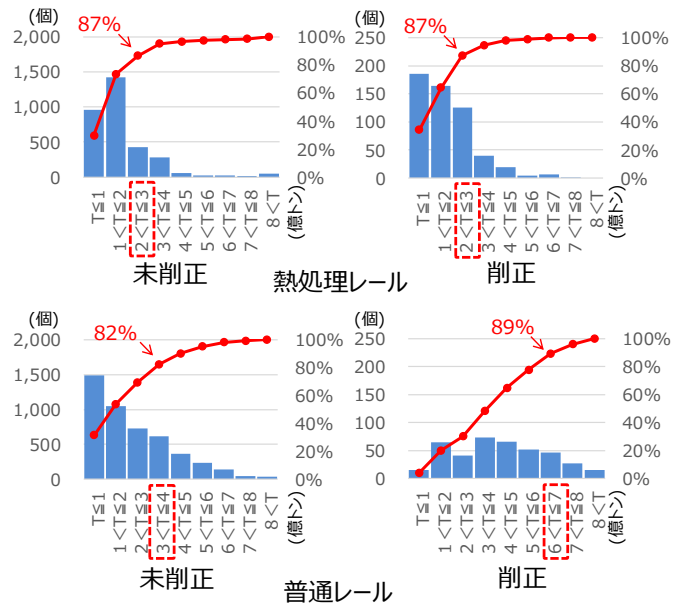 (個)
87%
2,000
1,500
1,000
500
0
100%
80%
60%
40%
20%
0%
T≦1
1<T≦2
2<T≦3
3<T≦4
4<T≦5
5<T≦6
6<T≦7
7<T≦8
8<T
(億トン)
未削正
(個)
87%
250
200
150
100
50
0
100%
80%
60%
40%
20%
0%
T≦1
1<T≦2
2<T≦3
3<T≦4
4<T≦5
5<T≦6
6<T≦7
7<T≦8
8<T
(億トン)
削正
熱処理レール
(個)
82%
2,000
1,500
1,000
500
0
100%
80%
60%
40%
20%
0%
T≦1
1<T≦2
2<T≦3
3<T≦4
4<T≦5
5<T≦6
6<T≦7
7<T≦8
8<T
(億トン)
未削正
(個)
89%
250
200
150
100
50
0
100%
80%
60%
40%
20%
0%
T≦1
1<T≦2
2<T≦3
3<T≦4
4<T≦5
5<T≦6
6<T≦7
7<T≦8
8<T
(億トン)
削正
普通レール